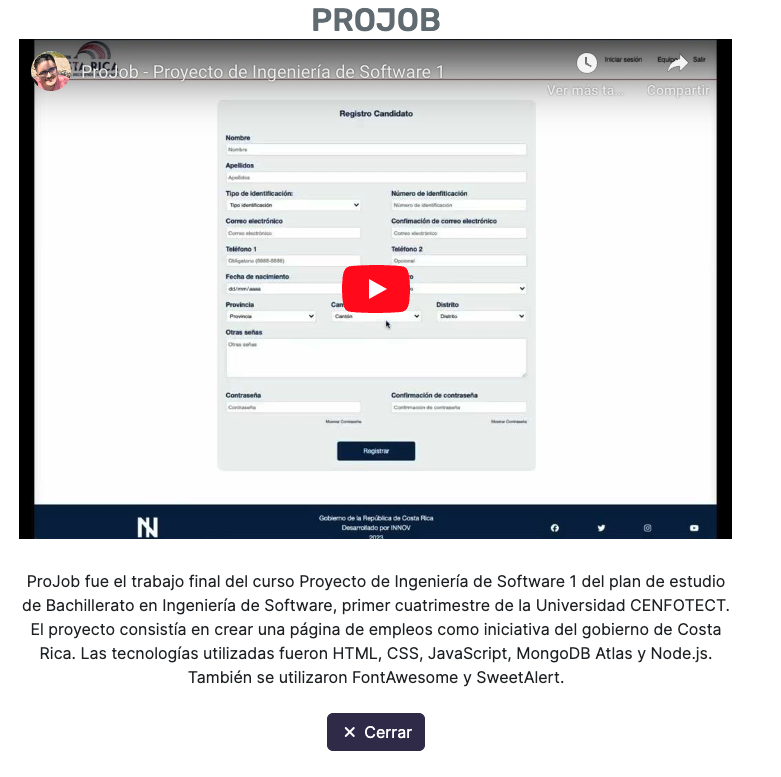 PROJOB
ProJob - Proyecto de Ingeniería de Software 1
Iniciar sesión
Salir
Ver más ta...
Compartir
Registro Candidato
Nombre
Nombre
Apellidos
Apellidos
Tipo de identificación:
Número de idenfiticación
Tipo identificación
Número de identificación
Correo electrónico
Confimación de correo electrónico
Correo electrónico
Correo electrónico
Teléfono 1
Teléfono 2
Obligatorio (8888-8888)
Opcional
Fecha de nacimiento
dd/mm/aaaa
Provincia
Distrito
Provincia
Cantón
Distrito
Otras señas
Otras señas
Contraseña
Confirmación de contraseña
Contraseña
Confirmación de contraseña
Mostrar Contraseña
Mostrar Contraseña
Registrar
Gobierno de la República de Costa Rica
Desarrollado por INNOV
2023
ProJob fue el trabajo final del curso Proyecto de Ingeniería de Software 1 del plan de estudio
de Bachillerato en Ingeniería de Software, primer cuatrimestre de la Universidad CENFOTECT.
El proyecto consistía en crear una página de empleos como iniciativa del gobierno de Costa
Rica. Las tecnologías utilizadas fueron HTML, CSS, JavaScript, MongoDB Atlas y Node.js.
También se utilizaron FontAwesome y SweetAlert.
Cerrar